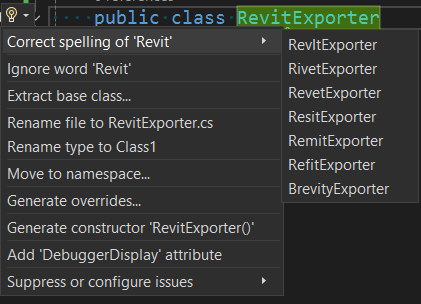 public class RevitExporter
Correct spelling of 'Revit'
Ignore word 'Revit'
Extract base class...
Rename file to RevitExporter.cs
Rename type to Class1
Move to namespace...
Generate overrides...
Generate constructor 'RevitExporter()'
Add 'DebuggerDisplay' attribute
Suppress or configure issues
RevItExporter
RivetExporter
RevetExporter
ResitExporter
RemitExporter
RefitExporter
BrevityExporter